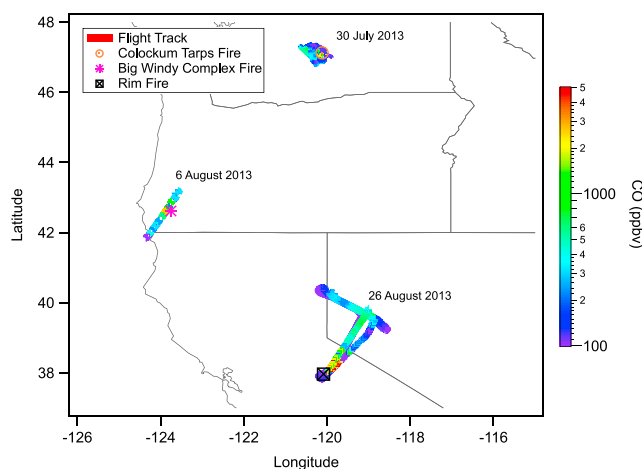 48
46
44
42
40
38
Latitude
Flight Track
Colockum Tarps Fire
Big Windy Complex Fire
Rim Fire
30 July 2013
6 August 2013
26 August 2013
-126
-124
-122
-120
-118
-116
Longitude
5
4
3
2
1000
6
5
4
3
2
100
CO (ppbv)